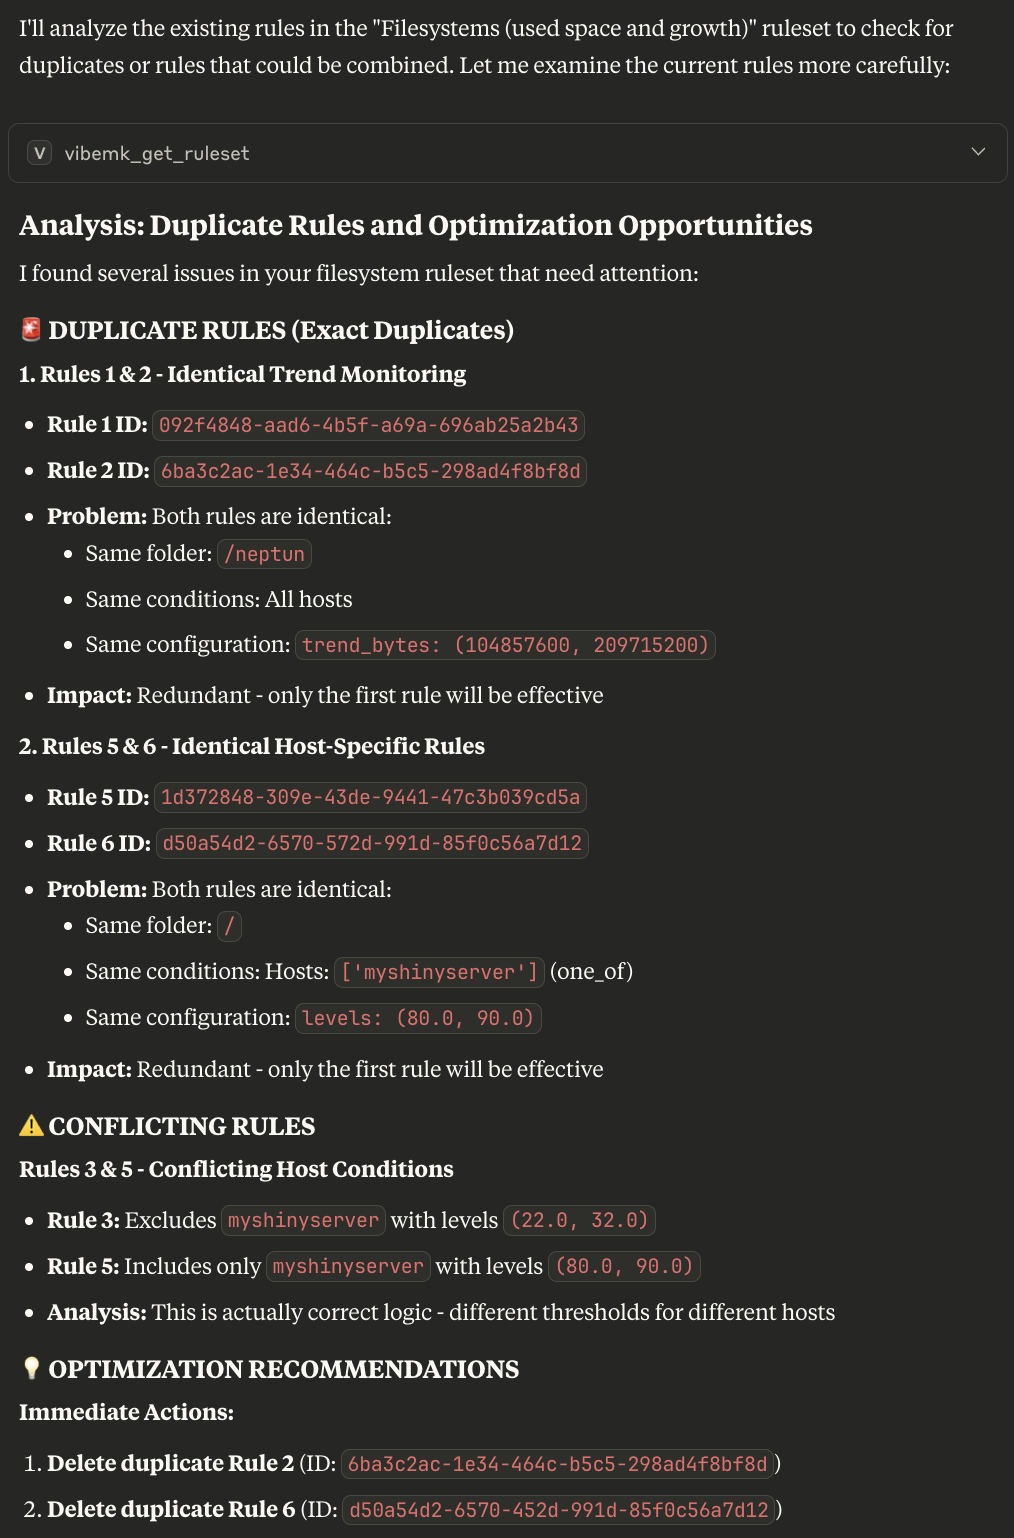 I'll analyze the existing rules in the "Filesystems (used space and growth)" ruleset to check for
duplicates or rules that could be combined. Let me examine the current rules more carefully:
V vibemk_get_ruleset
Analysis: Duplicate Rules and Optimization Opportunities
I found several issues in your filesystem ruleset that need attention:
🚨 DUPLICATE RULES (Exact Duplicates)
1. Rules 1 & 2 - Identical Trend Monitoring
• Rule 1 ID: 092f4848-aad6-4b5f-a69a-696ab25a2b43
• Rule 2 ID: 6ba3c2ac-1e34-464c-b5c5-298ad4f8bf8d
• Problem: Both rules are identical:
• Same folder: /neptun
• Same conditions: All hosts
• Same configuration: trend_bytes: (104857600, 209715200)
• Impact: Redundant - only the first rule will be effective
2. Rules 5 & 6 - Identical Host-Specific Rules
• Rule 5 ID: 1d372848-309e-43de-9441-47c3b039cd5a
• Rule 6 ID: d50a54d2-6570-572d-991d-85f0c56a7d12
• Problem: Both rules are identical:
• Same folder: /
• Same conditions: Hosts: ['myshinyserver'] (one_of)
• Same configuration: levels: (80.0, 90.0)
• Impact: Redundant - only the first rule will be effective
⚠️ CONFLICTING RULES
Rules 3 & 5 - Conflicting Host Conditions
• Rule 3: Excludes myshinyserver with levels (22.0, 32.0)
• Rule 5: Includes only myshinyserver with levels (80.0, 90.0)
• Analysis: This is actually correct logic - different thresholds for different hosts
💡 OPTIMIZATION RECOMMENDATIONS
Immediate Actions:
1. Delete duplicate Rule 2 (ID: 6ba3c2ac-1e34-464c-b5c5-298ad4f8bf8d)
2. Delete duplicate Rule 6 (ID: d50a54d2-6570-452d-991d-85f0c56a7d12)